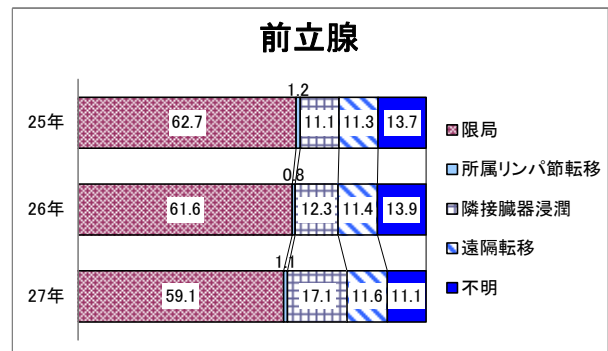 前立腺
1.2
25年
62.7
11.1
11.3
13.7
0.8
26年
61.6
12.3
11.4
13.9
1.1
27年
59.1
17.1
11.6
11.1
限局
所属リンパ節転移
隣接臓器浸潤
遠隔転移
不明